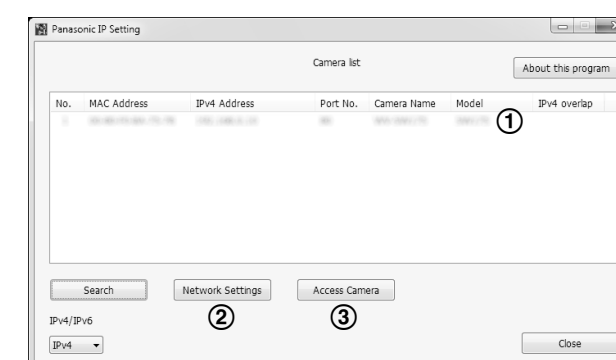 Panasonic IP Setting
Camera list
About this program
No. MAC Address IPv4 Address Port No. Camera Name Model IPv4 overlap
1
①
Search Network Settings Access Camera
② ③
IPv4/IPv6
IPv4 Close